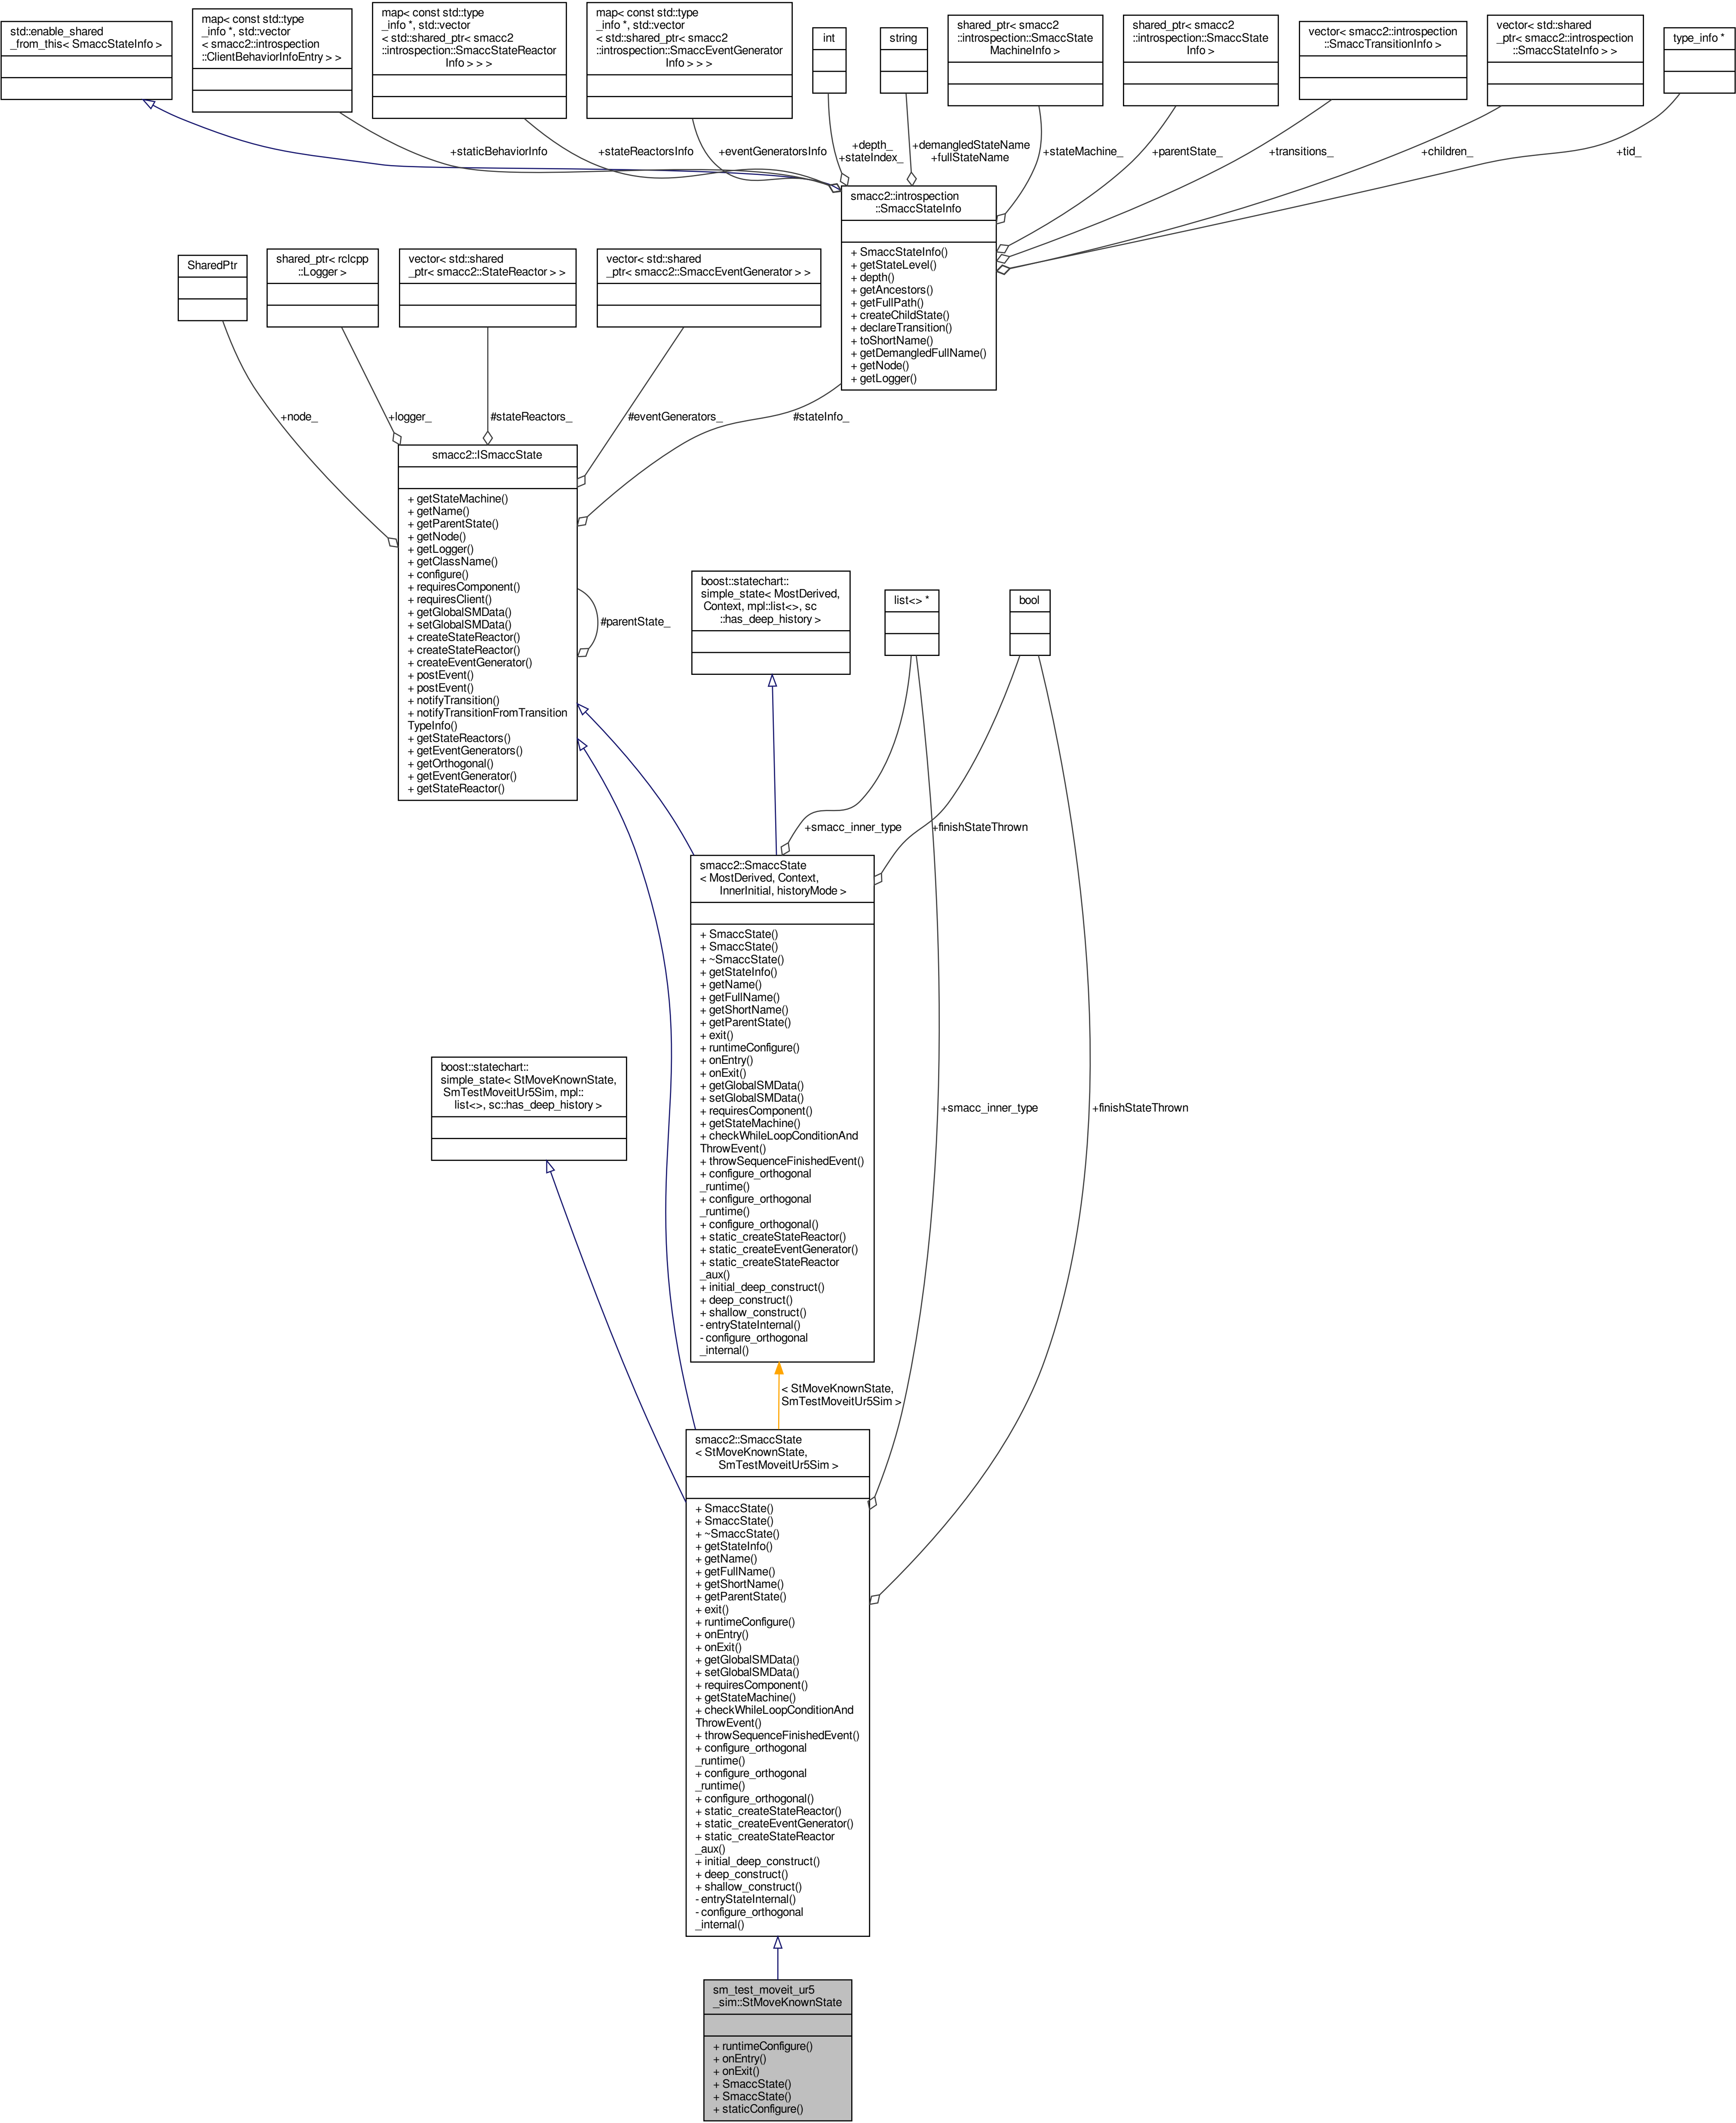 std::enable_shared
_from_this< SmaccStateInfo >
map< const std::type
_info *, std::vector
< smacc2::introspection
::ClientBehaviorInfoEntry > >
map< const std::type
_info *, std::vector
< std::shared_ptr< smacc2
::introspection::SmaccStateReactor
Info > > >
map< const std::type
_info *, std::vector
< std::shared_ptr< smacc2
::introspection::SmaccEventGenerator
Info > > >
int
string
shared_ptr< smacc2
::introspection::SmaccState
MachineInfo >
shared_ptr< smacc2
::introspection::SmaccState
Info >
vector< smacc2::introspection
::SmaccTransitionInfo >
vector< std::shared
_ptr< smacc2::introspection
::SmaccStateInfo > >
type_info *
+staticBehaviorInfo
+stateReactorsInfo
+eventGeneratorsInfo
+depth_
+stateIndex_
+demangledStateName
+fullStateName
+stateMachine_
+parentState_
+transitions_
+children_
+tid_
smacc2::introspection
::SmaccStateInfo
+ SmaccStateInfo()
+ getStateLevel()
+ depth()
+ getAncestors()
+ getFullPath()
+ createChildState()
+ declareTransition()
+ toShortName()
+ getDemangledFullName()
+ getNode()
+ getLogger()
SharedPtr
shared_ptr< rclcpp
::Logger >
vector< std::shared
_ptr< smacc2::StateReactor > >
vector< std::shared
_ptr< smacc2::SmaccEventGenerator > >
+node_
+logger_
#stateReactors_
#eventGenerators_
#stateInfo_
smacc2::ISmaccState
+ getStateMachine()
+ getName()
+ getParentState()
+ getNode()
+ getLogger()
+ getClassName()
+ configure()
+ requiresComponent()
+ requiresClient()
+ getGlobalSMData()
+ setGlobalSMData()
+ createStateReactor()
+ createStateReactor()
+ createEventGenerator()
+ postEvent()
+ postEvent()
+ notifyTransition()
+ notifyTransitionFromTransition
TypeInfo()
+ getStateReactors()
+ getEventGenerators()
+ getOrthogonal()
+ getEventGenerator()
+ getStateReactor()
#parentState_
boost::statechart::
simple_state< MostDerived,
Context, mpl::list<>, sc
::has_deep_history >
list<> *
bool
+smacc_inner_type
+finishStateThrown
smacc2::SmaccState
< MostDerived, Context,
InnerInitial, historyMode >
+ SmaccState()
+ SmaccState()
+ ~SmaccState()
+ getStateInfo()
+ getName()
+ getFullName()
+ getShortName()
+ getParentState()
+ exit()
+ runtimeConfigure()
+ onEntry()
+ onExit()
+ getGlobalSMData()
+ setGlobalSMData()
+ requiresComponent()
+ getStateMachine()
+ checkWhileLoopConditionAnd
ThrowEvent()
+ throwSequenceFinishedEvent()
+ configure_orthogonal
_runtime()
+ configure_orthogonal
_runtime()
+ configure_orthogonal()
+ static_createStateReactor()
+ static_createEventGenerator()
+ static_createStateReactor
_aux()
+ initial_deep_construct()
+ deep_construct()
+ shallow_construct()
- entryStateInternal()
- configure_orthogonal
_internal()
boost::statechart::
simple_state< StMoveKnownState,
SmTestMoveitUr5Sim, mpl::
list<>, sc::has_deep_history >
+smacc_inner_type
+finishStateThrown
< StMoveKnownState,
SmTestMoveitUr5Sim >
smacc2::SmaccState
< StMoveKnownState,
SmTestMoveitUr5Sim >
+ SmaccState()
+ SmaccState()
+ ~SmaccState()
+ getStateInfo()
+ getName()
+ getFullName()
+ getShortName()
+ getParentState()
+ exit()
+ runtimeConfigure()
+ onEntry()
+ onExit()
+ getGlobalSMData()
+ setGlobalSMData()
+ requiresComponent()
+ getStateMachine()
+ checkWhileLoopConditionAnd
ThrowEvent()
+ throwSequenceFinishedEvent()
+ configure_orthogonal
_runtime()
+ configure_orthogonal
_runtime()
+ configure_orthogonal()
+ static_createStateReactor()
+ static_createEventGenerator()
+ static_createStateReactor
_aux()
+ initial_deep_construct()
+ deep_construct()
+ shallow_construct()
- entryStateInternal()
- configure_orthogonal
_internal()
sm_test_moveit_ur5
_sim::StMoveKnownState
+ runtimeConfigure()
+ onEntry()
+ onExit()
+ SmaccState()
+ SmaccState()
+ staticConfigure()